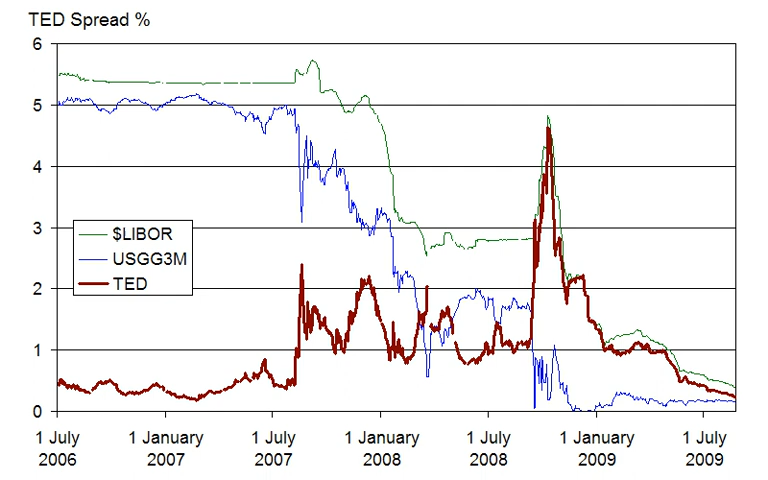 TED Spread %
6
5
4
3
2
1
0
$LIBOR
USGG3M
TED
1 July 1 January 1 July 1 January 1 July 1 January 1 July
2006 2007 2007 2008 2008 2009 2009